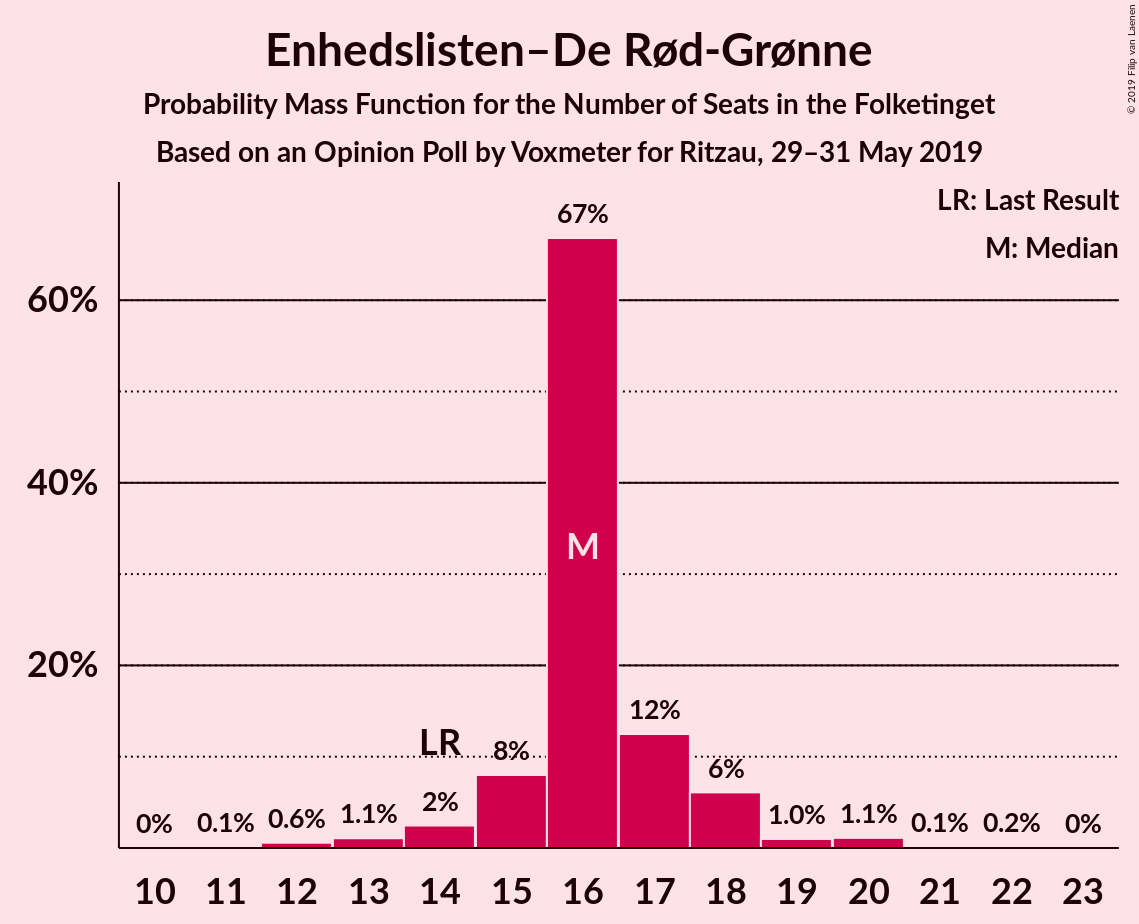 Enhedslisten–De Rød-Grønne
Probability Mass Function for the Number of Seats in the Folketinget
Based on an Opinion Poll by Voxmeter for Ritzau, 29–31 May 2019
© 2019 Filip van Laenen
LR: Last Result
M: Median
67%
60%
40%
M
20%
12%
LR
8%
6%
2%
0%
0.1%
0.6%
1.1%
1.0%
1.1%
0.1%
0.2%
0%
10 11 12 13 14 15 16 17 18 19 20 21 22 23